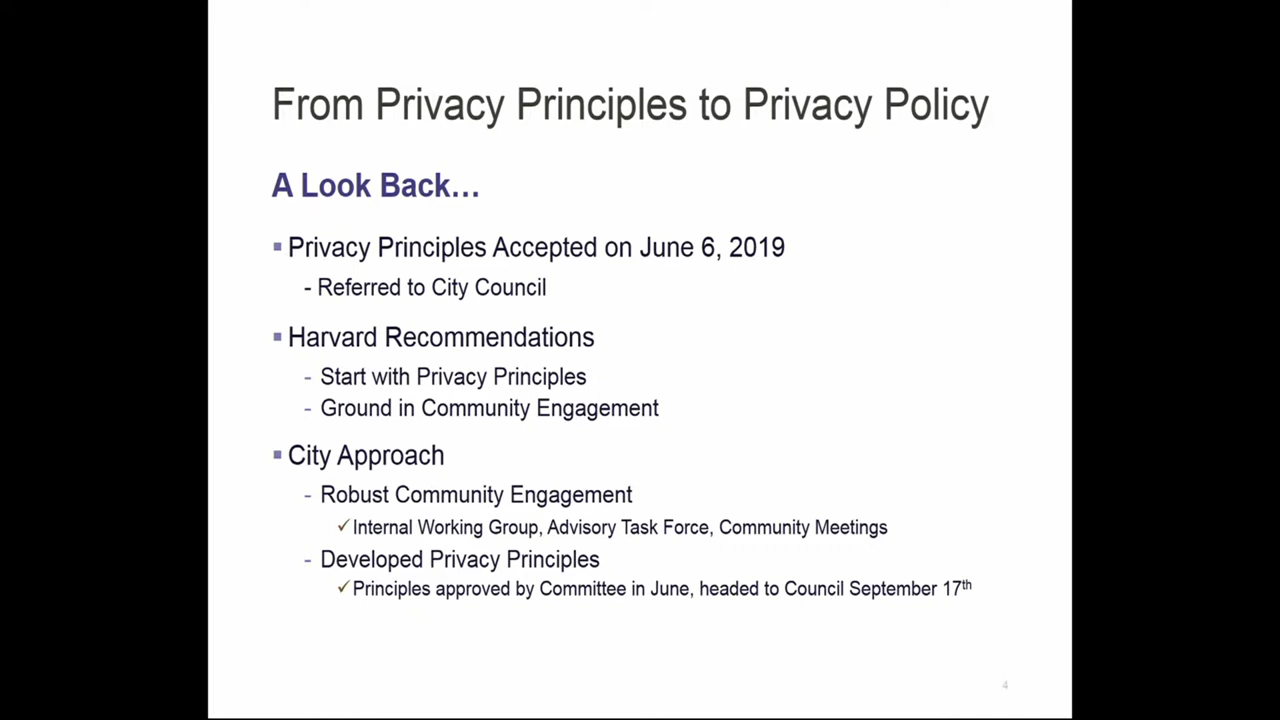 From Privacy Principles to Privacy Policy
A Look Back…
▪ Privacy Principles Accepted on June 6, 2019
- Referred to City Council
▪ Harvard Recommendations
- Start with Privacy Principles
- Ground in Community Engagement
▪ City Approach
- Robust Community Engagement
✓Internal Working Group, Advisory Task Force, Community Meetings
- Developed Privacy Principles
✓Principles approved by Committee in June, headed to Council September 17th
4